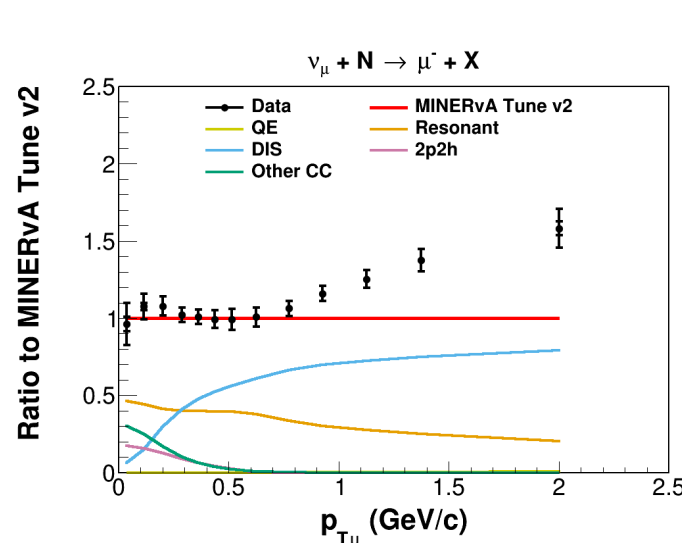 νμ + N → μ- + X
Ratio to MINERvA Tune v2
2.5
2
1.5
1
0.5
0
Data
MINERvA Tune v2
QE
Resonant
DIS
2p2h
Other CC
0
0.5
1
1.5
2
2.5
pTμ (GeV/c)